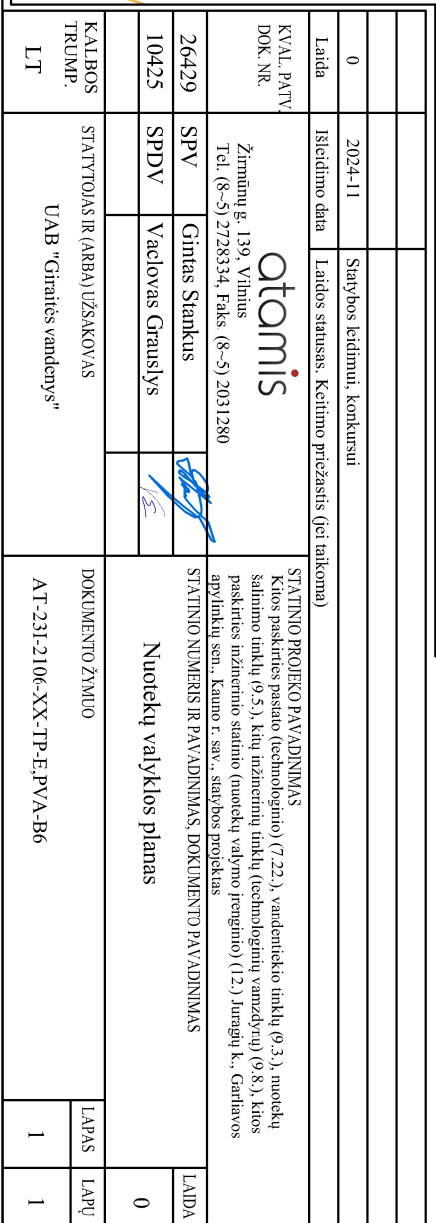 0 2024-11 Statybos leidimui, konkursui
Laida Išleidimo data Laidos statusas. Keitimo priežastis (jei taikoma)
KVAL. PATV.
DOK. NR.
atamis
Žirmūnų g. 139, Vilnius
Tel. (8~5) 2728334, Faks. (8~5) 2031280
STATINIO PROJEKO PAVADINIMAS
Kitos paskirties pastato (technologinio) (7.22.), vandentiekio tinklų (9.3.), nuotekų
šalinimo tinklų (9.5.), kitų inžinerinių tinklų (technologinių vamzdynų) (9.8.), kitos
paskirties inžinerinio statinio (nuotekų valymo įrenginio) (12.) Juragių k., Garliavos
apylinkių sen., Kauno r. sav., statybos projektas
26429 SPV Gintas Stankus
10425 SPDV Vaclovas Grauslys
STATINIO NUMERIS IR PAVADINIMAS, DOKUMENTO PAVADINIMAS
Nuotekų valyklos planas
LAIDA
0
KALBOS
TRUMP.
LT
STATYTOJAS IR (ARBA) UŽSAKOVAS
UAB "Giraitės vandenys"
DOKUMENTO ŽYMUO
AT-23I-2106-XX-TP-E,PVA-B6
LAPAS LAPŲ
1 1